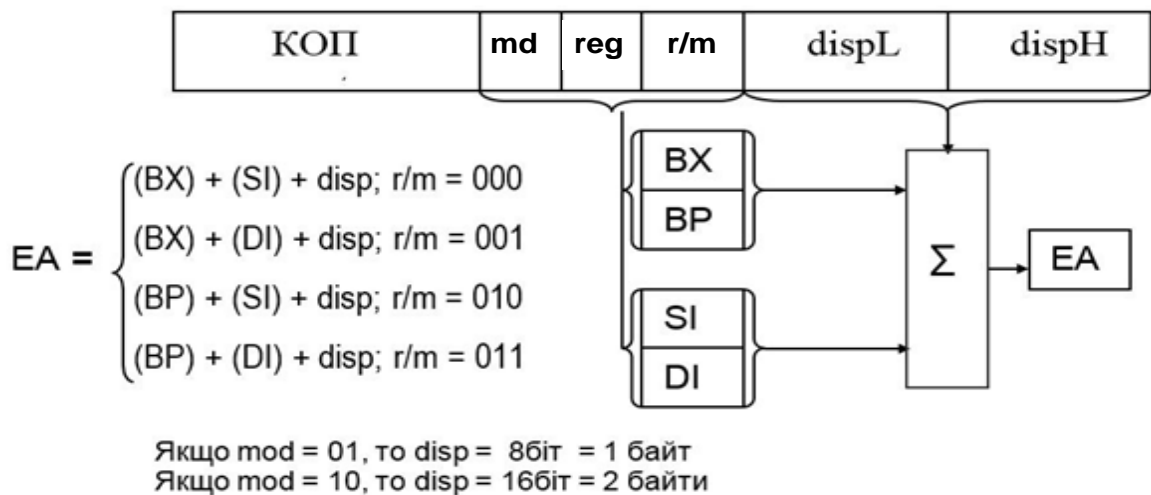 КОП md reg r/m dispL dispH
BX
BP
(BX) + (SI) + disp; r/m = 000
(BX) + (DI) + disp; r/m = 001
EA =
(BP) + (SI) + disp; r/m = 010
(BP) + (DI) + disp; r/m = 011
Σ
EA
SI
DI
Якщо mod = 01, то disp = 8біт = 1 байт
Якщо mod = 10, то disp = 16біт = 2 байти